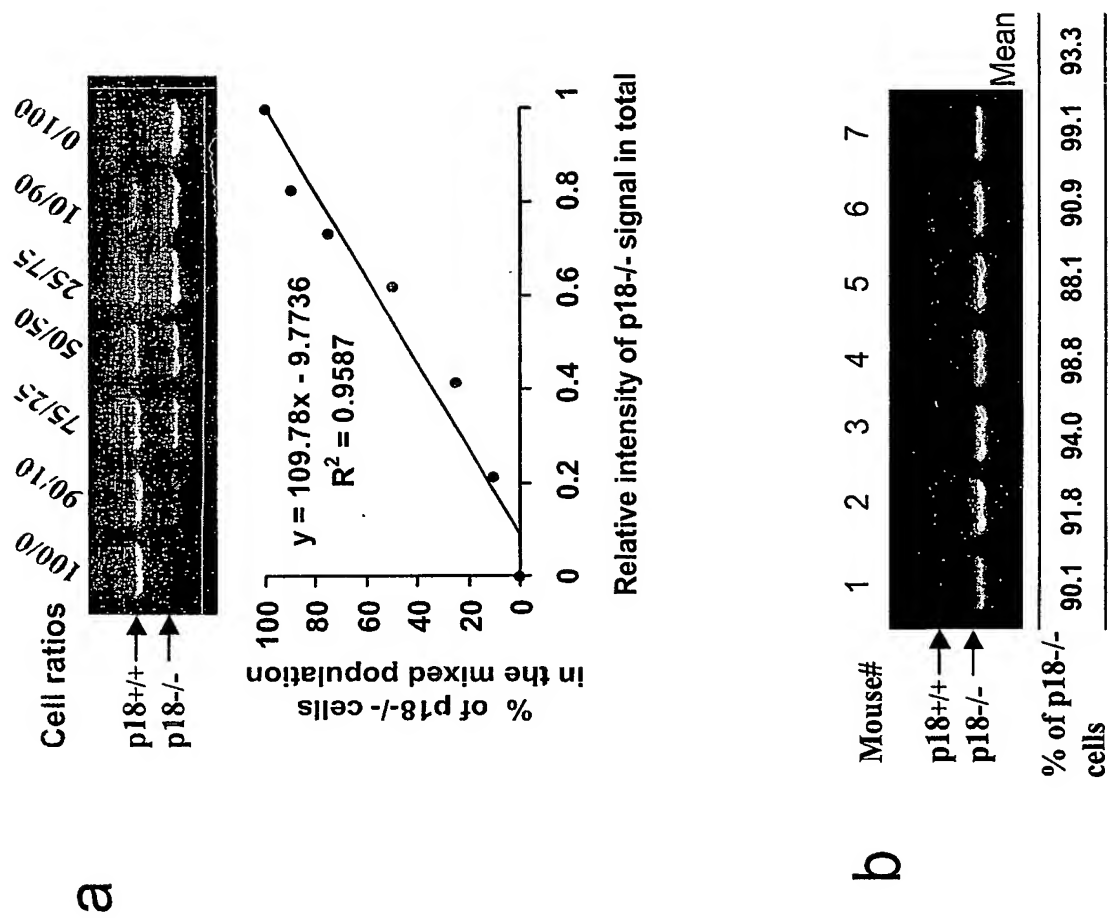 a
Cell ratios
100/0 90/10 75/25 50/50 25/75 10/90 0/100
p18+/+
p18-/-
% of p18-/- cells
in the mixed population
100
80
60
40
20
0
y = 109.78x - 9.7736
R² = 0.9587
0 0.2 0.4 0.6 0.8 1
Relative intensity of p18-/- signal in total
b
Mouse# 1 2 3 4 5 6 7
p18+/+
p18-/-
Mean
% of p18-/- 90.1 91.8 94.0 98.8 88.1 90.9 99.1 93.3
cells